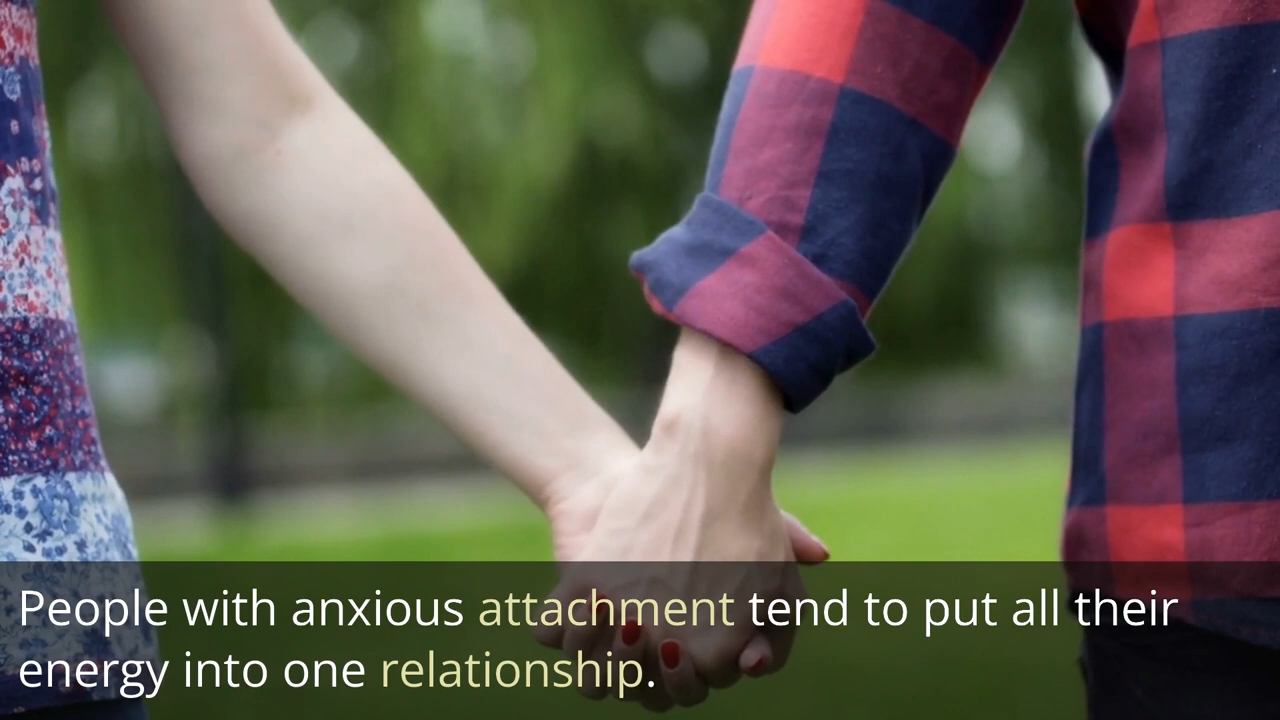 People with anxious attachment tend to put all their
energy into one relationship.